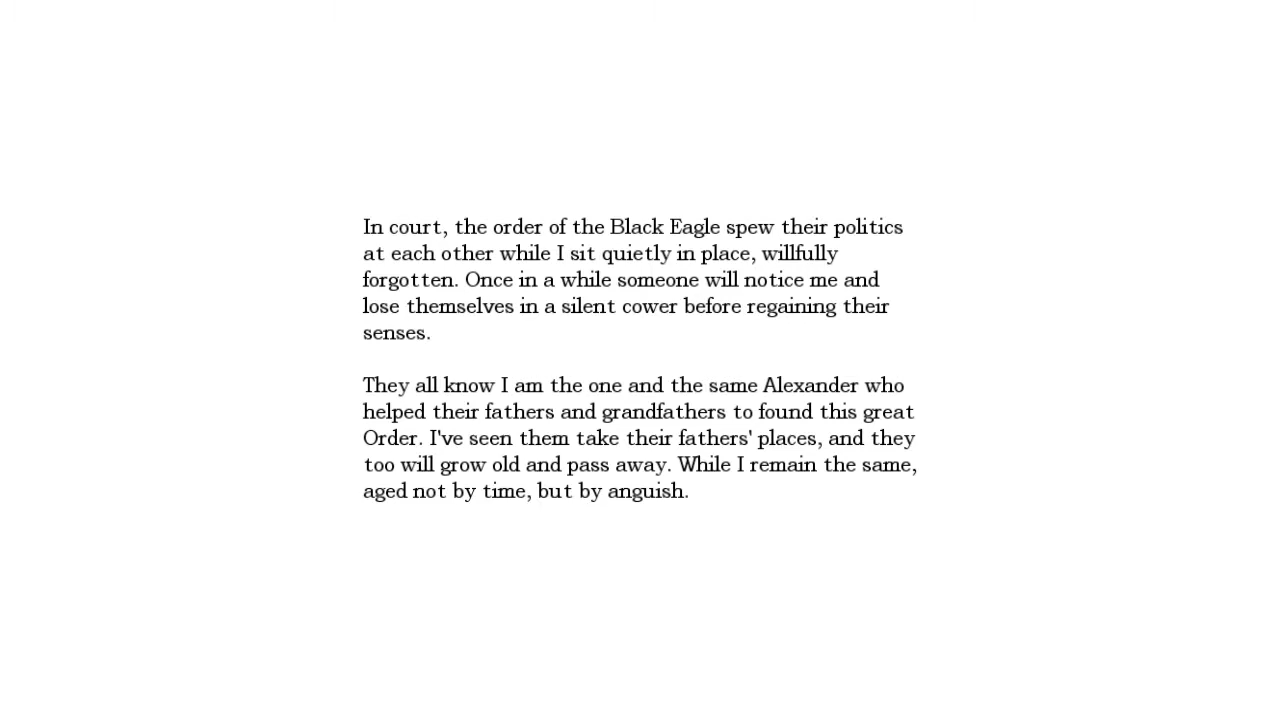 In court, the order of the Black Eagle spew their politics
at each other while I sit quietly in place, willfully
forgotten. Once in a while someone will notice me and
lose themselves in a silent cower before regaining their
senses.
They all know I am the one and the same Alexander who
helped their fathers and grandfathers to found this great
Order. I've seen them take their fathers' places, and they
too will grow old and pass away. While I remain the same,
aged not by time, but by anguish.